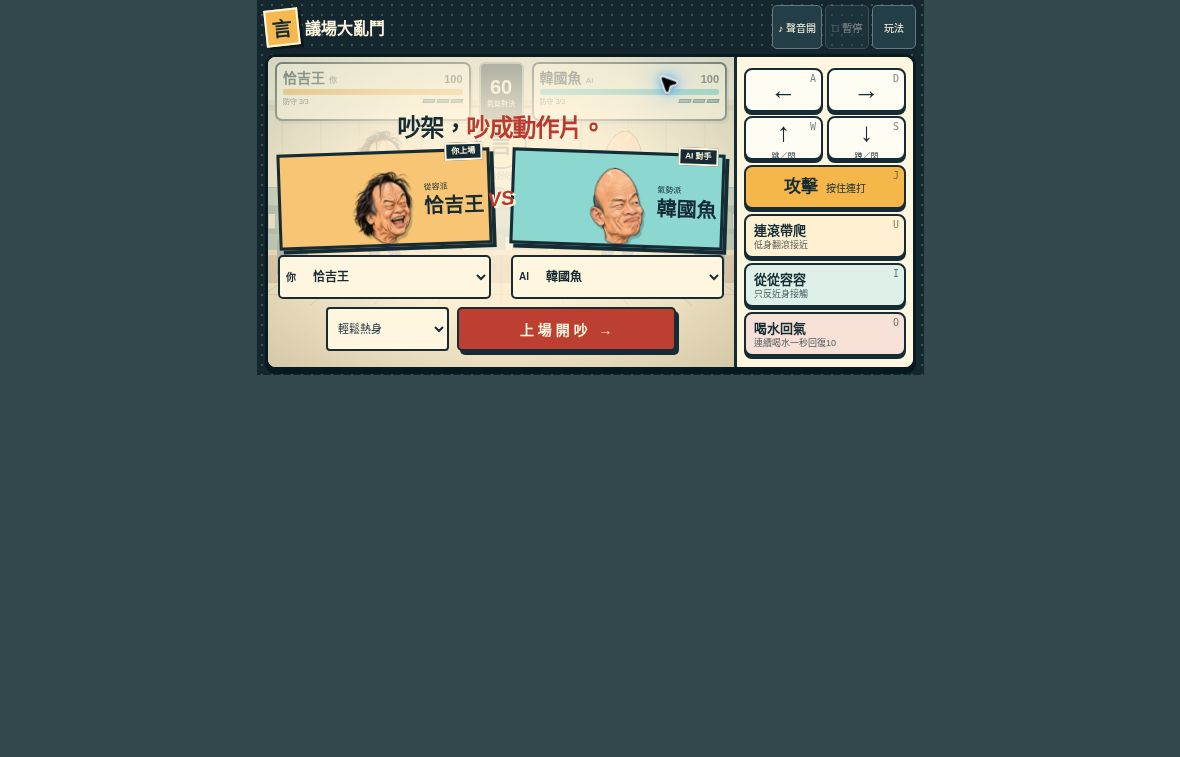 言 議場大亂鬥
♪ 聲音開
暫停
玩法
恰吉王 你 100
防守 3/3
60
氣氛對決
韓國魚 AI 100
防守 3/3
吵架，吵成動作片。
你上場
從容派
恰吉王
VS
AI 對手
氣勢派
韓國魚
你 恰吉王
AI 韓國魚
輕鬆熱身
上場開吵 →
← A
→ D
↑ W
跳／閃
↓ S
蹲／閃
攻擊 按住連打 J
連滾帶爬 U
低身翻滾接近
從從容容 I
只反近身接觸
喝水回氣 O
連續喝水一秒回復10